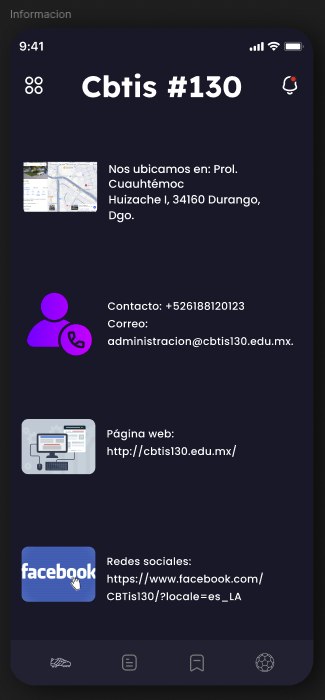 Informacion
9:41
Cbtis #130
Nos ubicamos en: Prol.
Cuauhtémoc
Huizache I, 34160 Durango,
Dgo.
Contacto: +526188120123
Correo:
administracion@cbtis130.edu.mx.
Página web:
http://cbtis130.edu.mx/
facebook
Redes sociales:
https://www.facebook.com/
CBTis130/?locale=es_LA